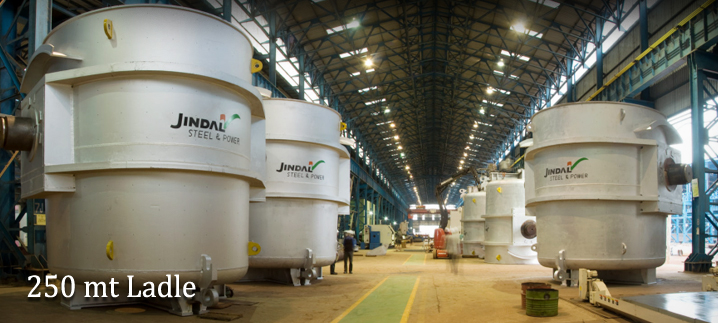 JINDAL
STEEL & POWER
JINDAL
STEEL & POWER
JINDAL
STEEL & POWER
250 mt Ladle